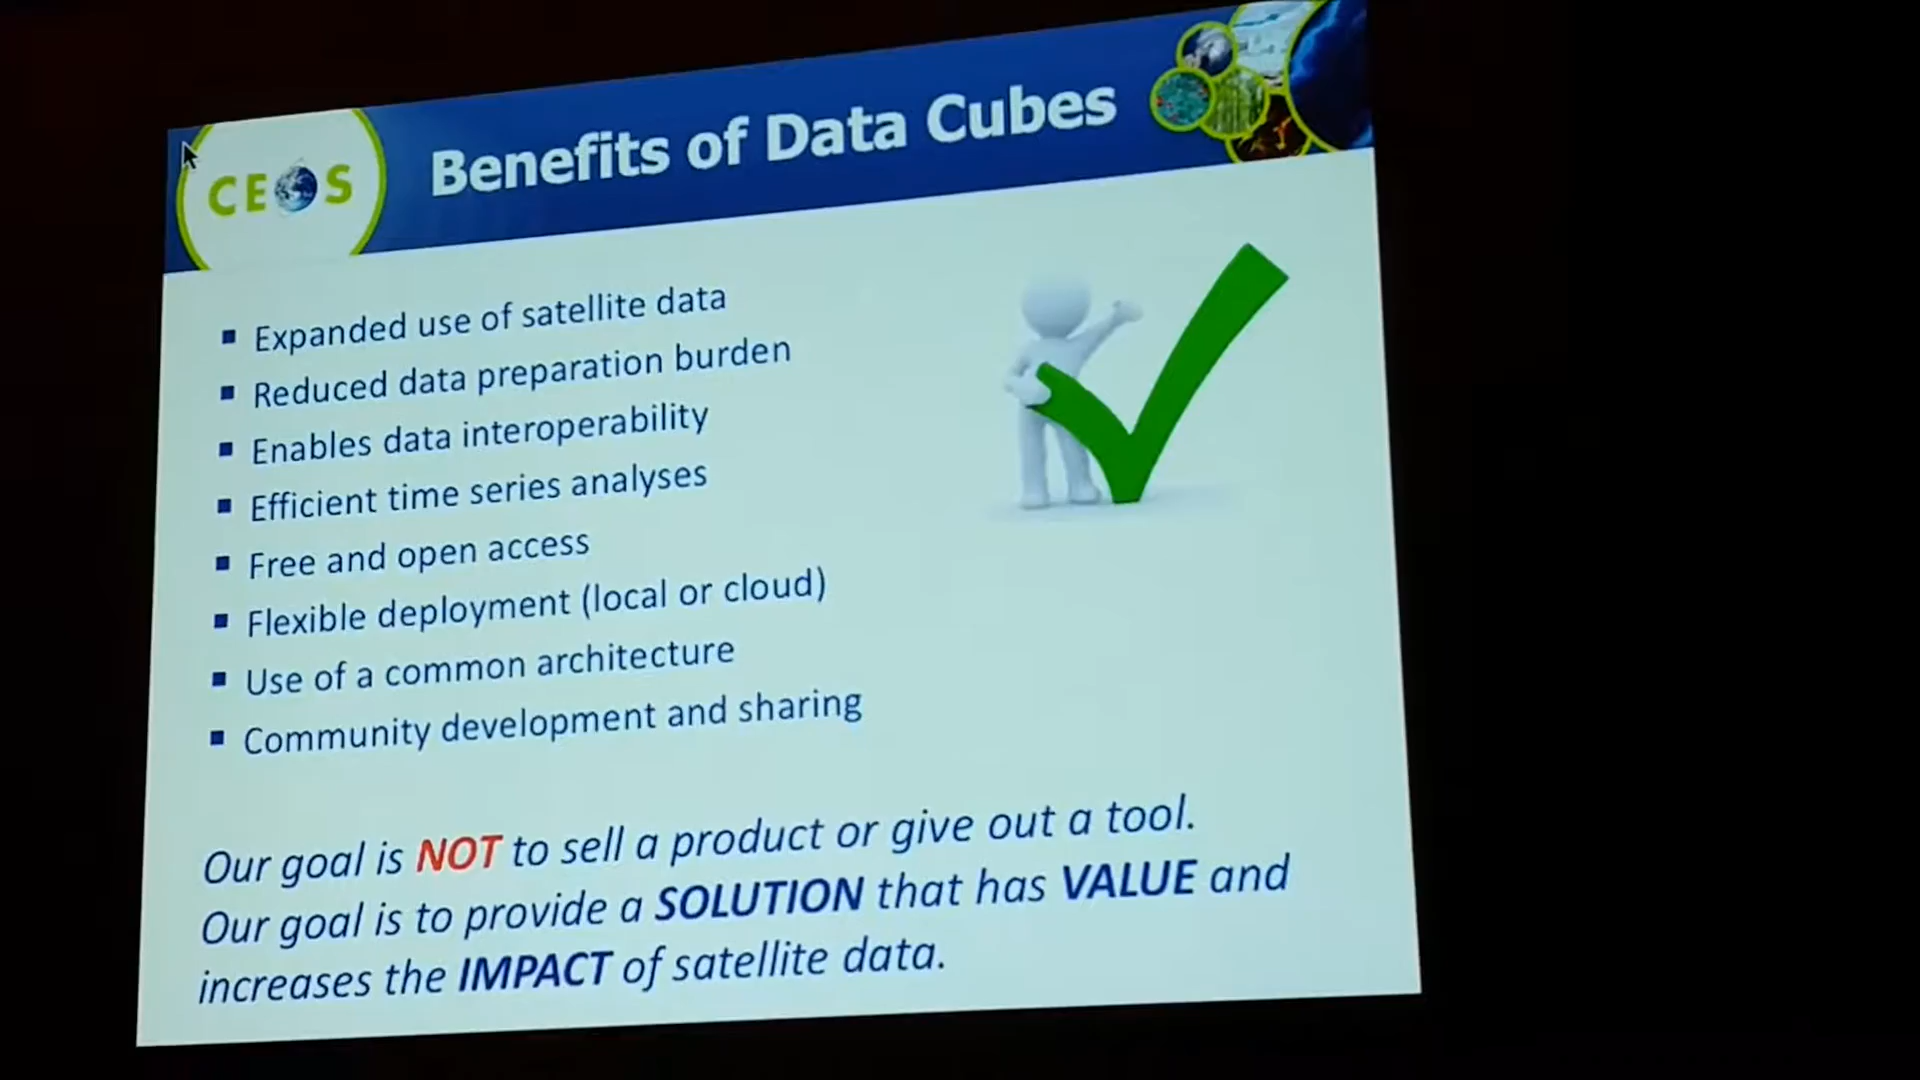 CEOS
Benefits of Data Cubes
▪ Expanded use of satellite data
▪ Reduced data preparation burden
▪ Enables data interoperability
▪ Efficient time series analyses
▪ Free and open access
▪ Flexible deployment (local or cloud)
▪ Use of a common architecture
▪ Community development and sharing
Our goal is NOT to sell a product or give out a tool.
Our goal is to provide a SOLUTION that has VALUE and
increases the IMPACT of satellite data.